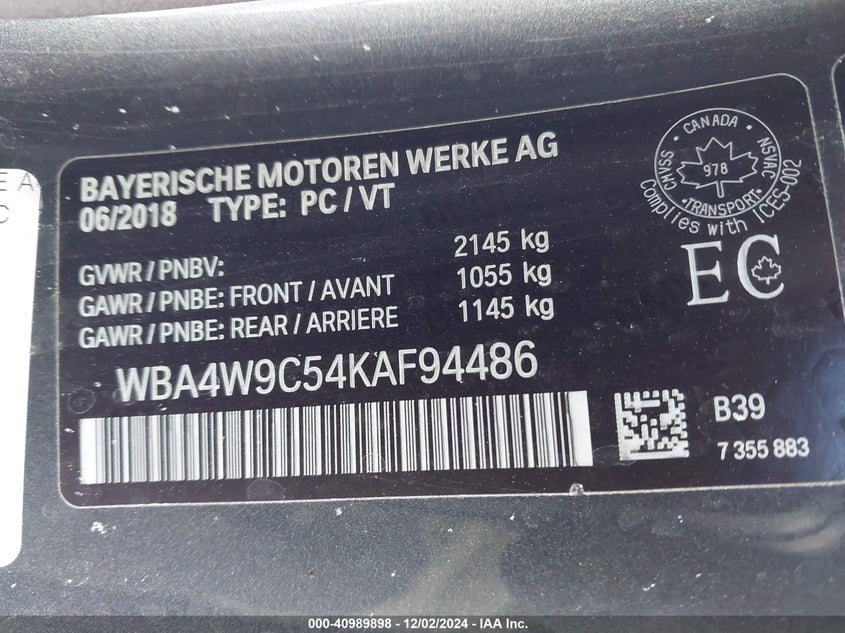 E A
C
BAYERISCHE MOTOREN WERKE AG
06/2018 TYPE: PC / VT
GVWR / PNBV: 2145 kg
GAWR / PNBE: FRONT / AVANT 1055 kg
GAWR / PNBE: REAR / ARRIERE 1145 kg
WBA4W9C54KAF94486
CANADA
CMVSS 978 NSVAC
TRANSPORT
Complies with ICES-002
EC
B39
7 355 883
000-40989898 - 12/02/2024 - IAA Inc.